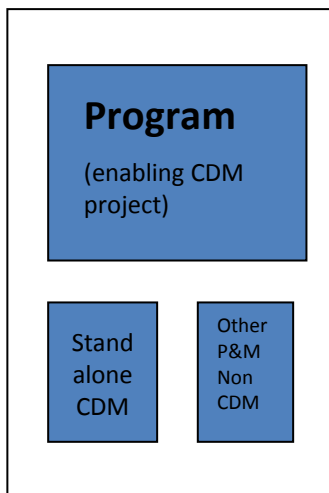 Program
(enabling CDM
project)
Stand
alone
CDM
Other
P&M
Non
CDM